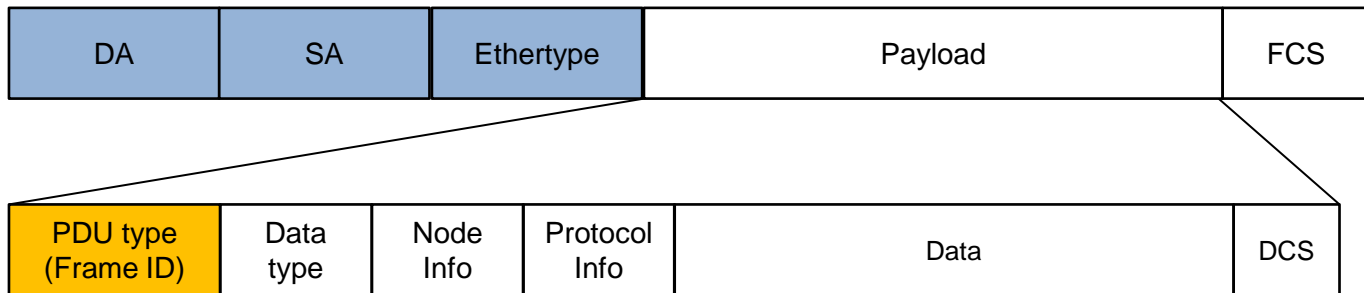 DA SA Ethertype Payload FCS
PDU type Data Node Protocol Data DCS
(Frame ID) type Info Info